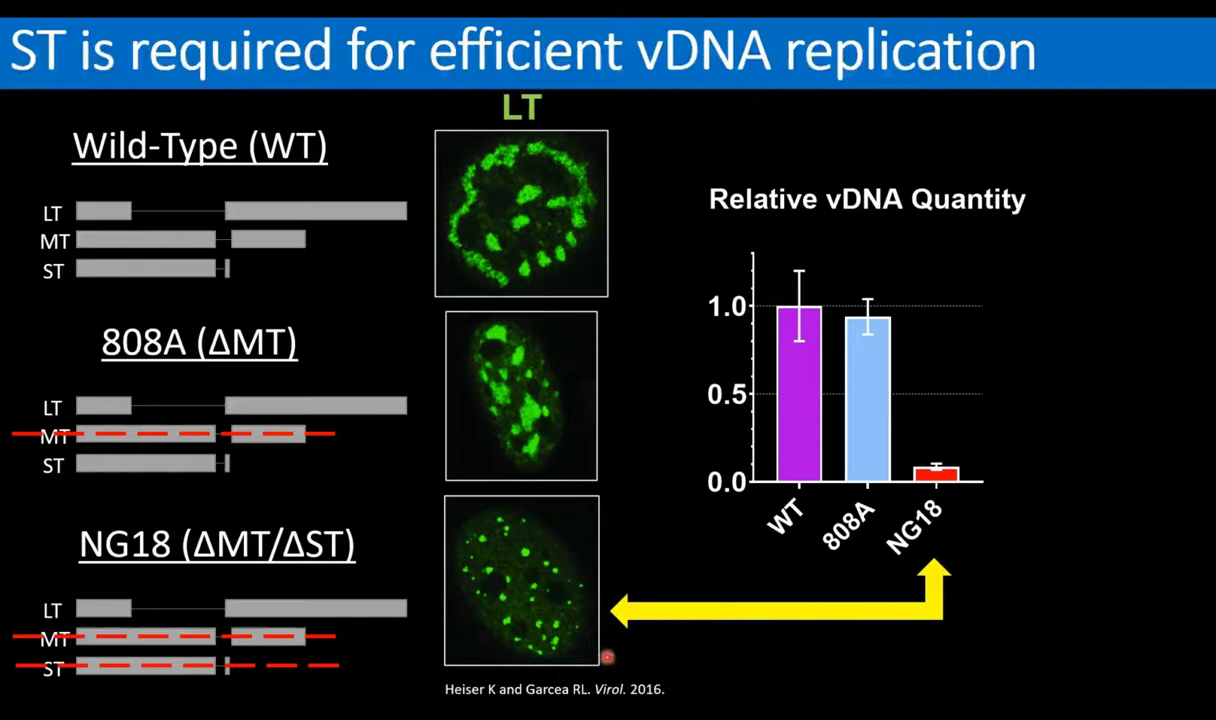 ST is required for efficient vDNA replication
LT
Wild-Type (WT)
LT
MT
ST
808A (ΔMT)
LT
MT
ST
NG18 (ΔMT/ΔST)
LT
MT
ST
Relative vDNA Quantity
1.0
0.5
0.0
WT
808A
NG18
Heiser K and Garcea RL. Virol. 2016.